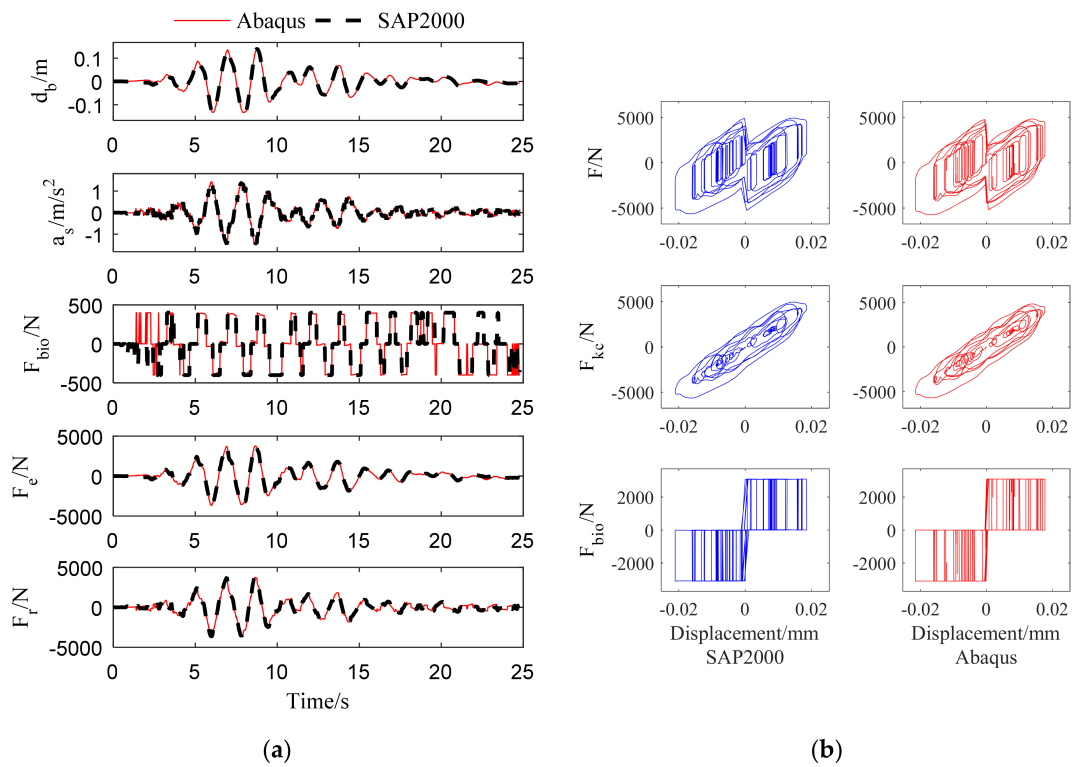 Abaqus SAP2000
d_b/m
0.1
0
-0.1
0 5 10 15 20 25
a_s/m/s²
1
0
-1
0 5 10 15 20 25
F_bio/N
500
0
-500
0 5 10 15 20 25
F_e/N
5000
0
-5000
0 5 10 15 20 25
F_r/N
5000
0
-5000
0 5 10 15 20 25
Time/s
(a)
F/N
5000
0
-5000
-0.02 0 0.02
5000
0
-5000
-0.02 0 0.02
F_kc/N
5000
0
-5000
-0.02 0 0.02
5000
0
-5000
-0.02 0 0.02
F_bio/N
2000
0
-2000
-0.02 0 0.02
Displacement/mm
SAP2000
2000
0
-2000
-0.02 0 0.02
Displacement/mm
Abaqus
(b)